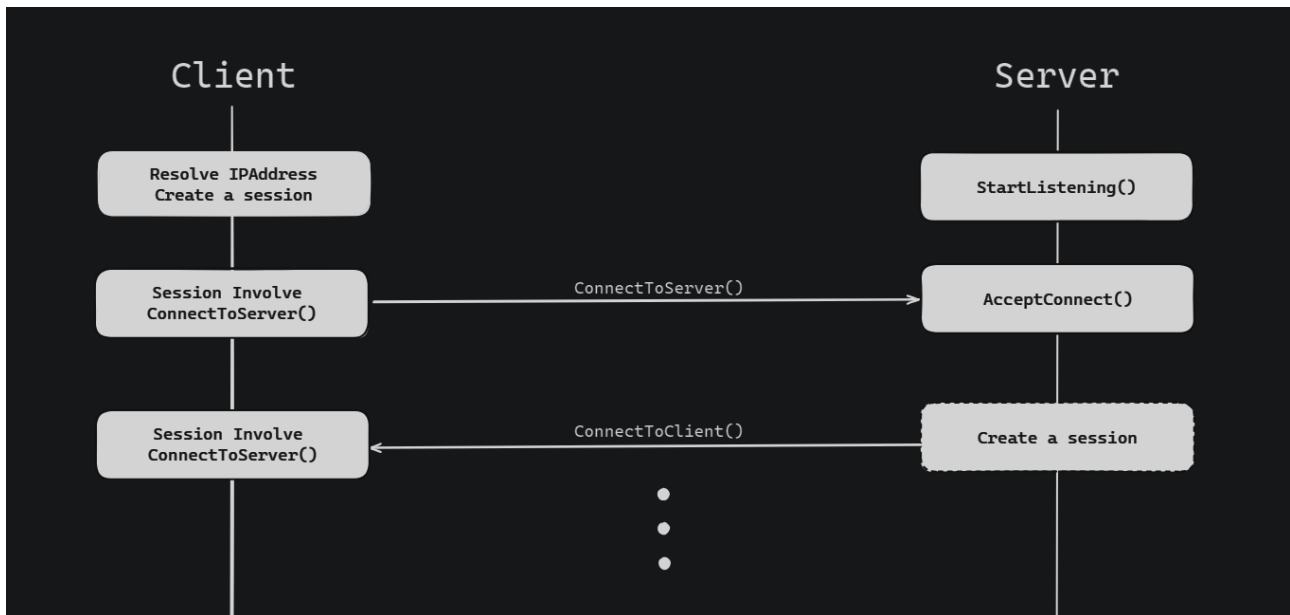 Client
Server
Resolve IPAddress
Create a session
StartListening()
Session Involve
ConnectToServer()
ConnectToServer()
AcceptConnect()
Session Involve
ConnectToServer()
ConnectToClient()
Create a session